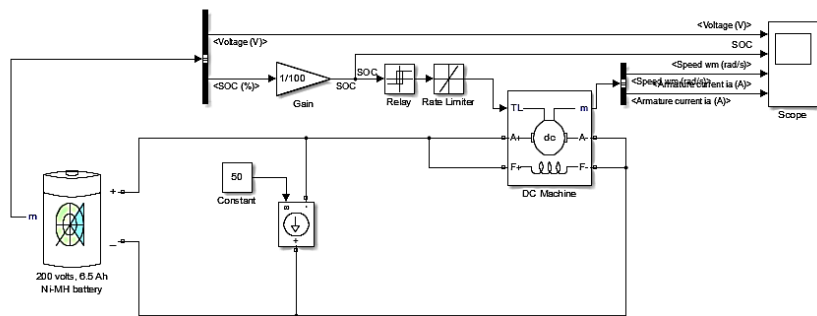 <Voltage (V)>
<Voltage (V)>
SOC
<SOC (%)>
1/100
Gain
SOC
SOC
Relay
Rate Limiter
<Speed wm (rad/s)>
<Speed wm (rad/s)>
<Armature current ia (A)>
<Armature current ia (A)>
Scope
TL
m
A+
dc
A-
F+
F-
DC Machine
50
Constant
+
m
200 volts, 6.5 Ah
Ni-MH battery
_
-
+